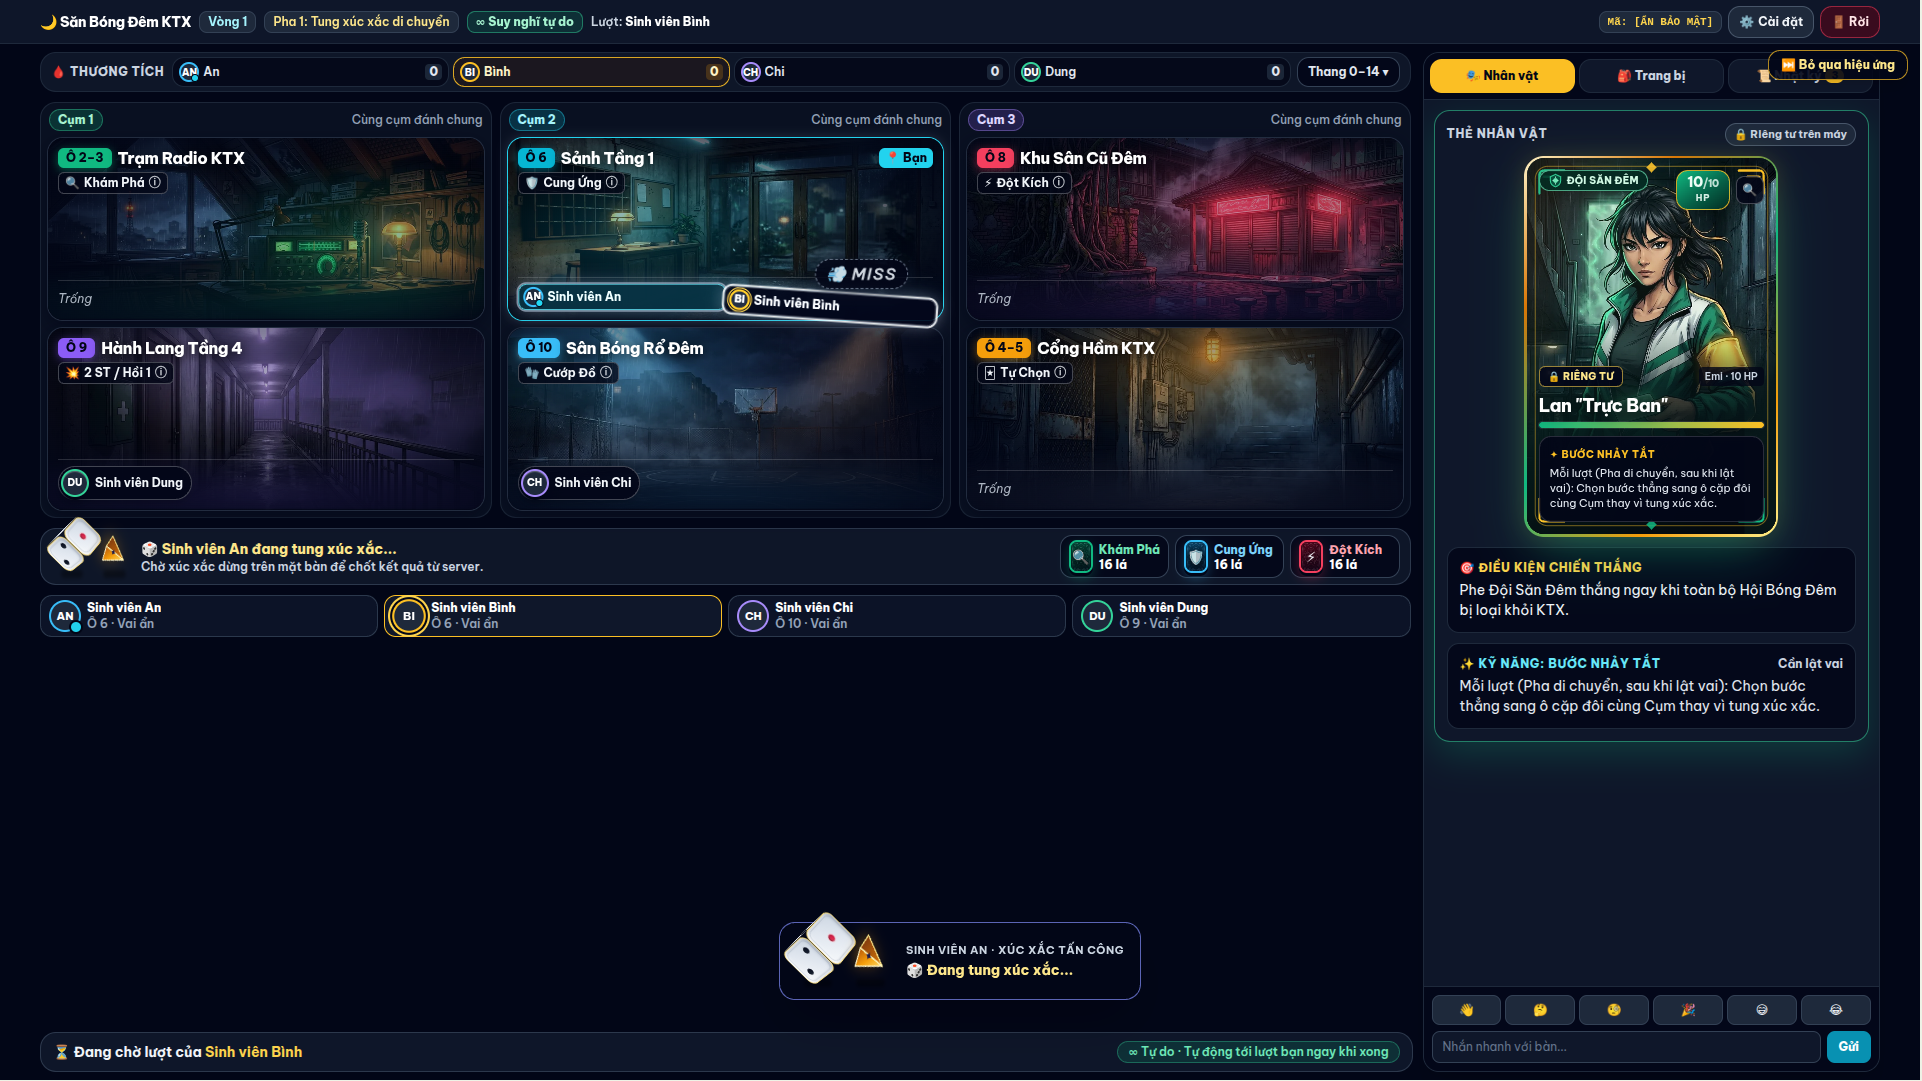 🌙 Săn Bóng Đêm KTX
Vòng 1
Pha 1: Tung xúc xắc di chuyển
∞ Suy nghĩ tự do
Lượt: Sinh viên Bình
Mã: [ẨN BẢO MẬT]
⚙️ Cài đặt
🚪 Rời
🩸 THƯƠNG TÍCH
AN An 0
BI Bình 0
CH Chi 0
DU Dung 0
Thang 0–14 ▾
🎭 Nhân vật
🎒 Trang bị
⏩ Bỏ qua hiệu ứng
Cụm 1
Cùng cụm đánh chung
Ô 2–3 Trạm Radio KTX
🔍 Khám Phá ⓘ
Trống
Ô 9 Hành Lang Tầng 4
💥 2 ST / Hồi 1 ⓘ
DU Sinh viên Dung
Cụm 2
Cùng cụm đánh chung
Ô 6 Sảnh Tầng 1
📍 Bạn
🛡️ Cung Ứng ⓘ
💨 MISS
AN Sinh viên An
BI Sinh viên Bình
Ô 10 Sân Bóng Rổ Đêm
🧤 Cướp Đồ ⓘ
CH Sinh viên Chi
Cụm 3
Cùng cụm đánh chung
Ô 8 Khu Sân Cũ Đêm
⚡ Đột Kích ⓘ
Trống
Ô 4–5 Cổng Hầm KTX
🃏 Tự Chọn ⓘ
Trống
🎲 Sinh viên An đang tung xúc xắc...
Chờ xúc xắc dừng trên mặt bàn để chốt kết quả từ server.
Khám Phá
16 lá
Cung Ứng
16 lá
Đột Kích
16 lá
AN Sinh viên An
Ô 6 · Vai ẩn
BI Sinh viên Bình
Ô 6 · Vai ẩn
CH Sinh viên Chi
Ô 10 · Vai ẩn
DU Sinh viên Dung
Ô 9 · Vai ẩn
SINH VIÊN AN · XÚC XẮC TẤN CÔNG
🎲 Đang tung xúc xắc...
⏳ Đang chờ lượt của Sinh viên Bình
∞ Tự do · Tự động tới lượt bạn ngay khi xong
THẺ NHÂN VẬT
🔒 Riêng tư trên máy
ĐỘI SĂN ĐÊM
10/10
HP
🔒 RIÊNG TƯ
Emi · 10 HP
Lan "Trực Ban"
✦ BƯỚC NHẢY TẮT
Mỗi lượt (Pha di chuyển, sau khi lật
vai): Chọn bước thẳng sang ô cặp đôi
cùng Cụm thay vì tung xúc xắc.
🎯 ĐIỀU KIỆN CHIẾN THẮNG
Phe Đội Săn Đêm thắng ngay khi toàn bộ Hội Bóng Đêm
bị loại khỏi KTX.
✨ KỸ NĂNG: BƯỚC NHẢY TẮT
Cần lật vai
Mỗi lượt (Pha di chuyển, sau khi lật vai): Chọn bước
thẳng sang ô cặp đôi cùng Cụm thay vì tung xúc xắc.
Nhắn nhanh với bàn...
Gửi